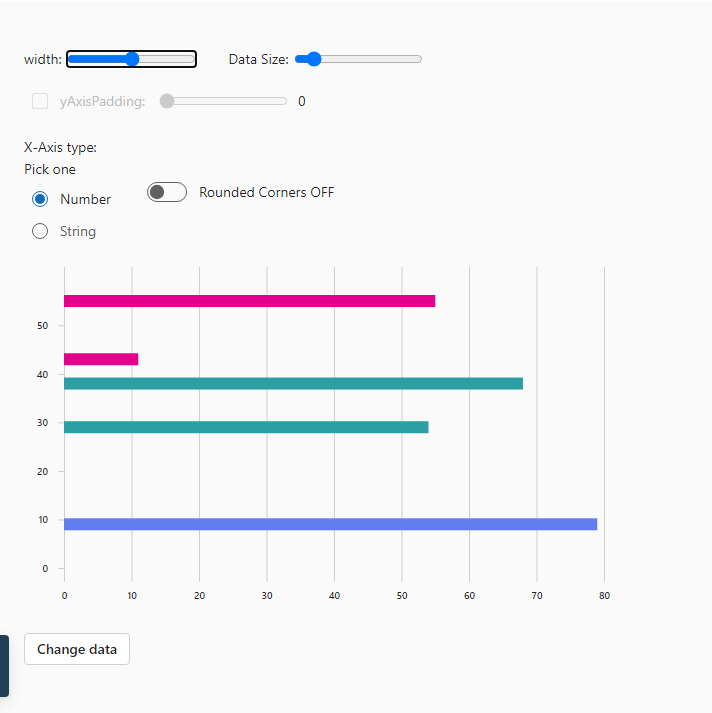 width: Data Size:
yAxisPadding: 0
X-Axis type:
Pick one
Number Rounded Corners OFF
String
50
40
30
20
10
0
0 10 20 30 40 50 60 70 80
Change data